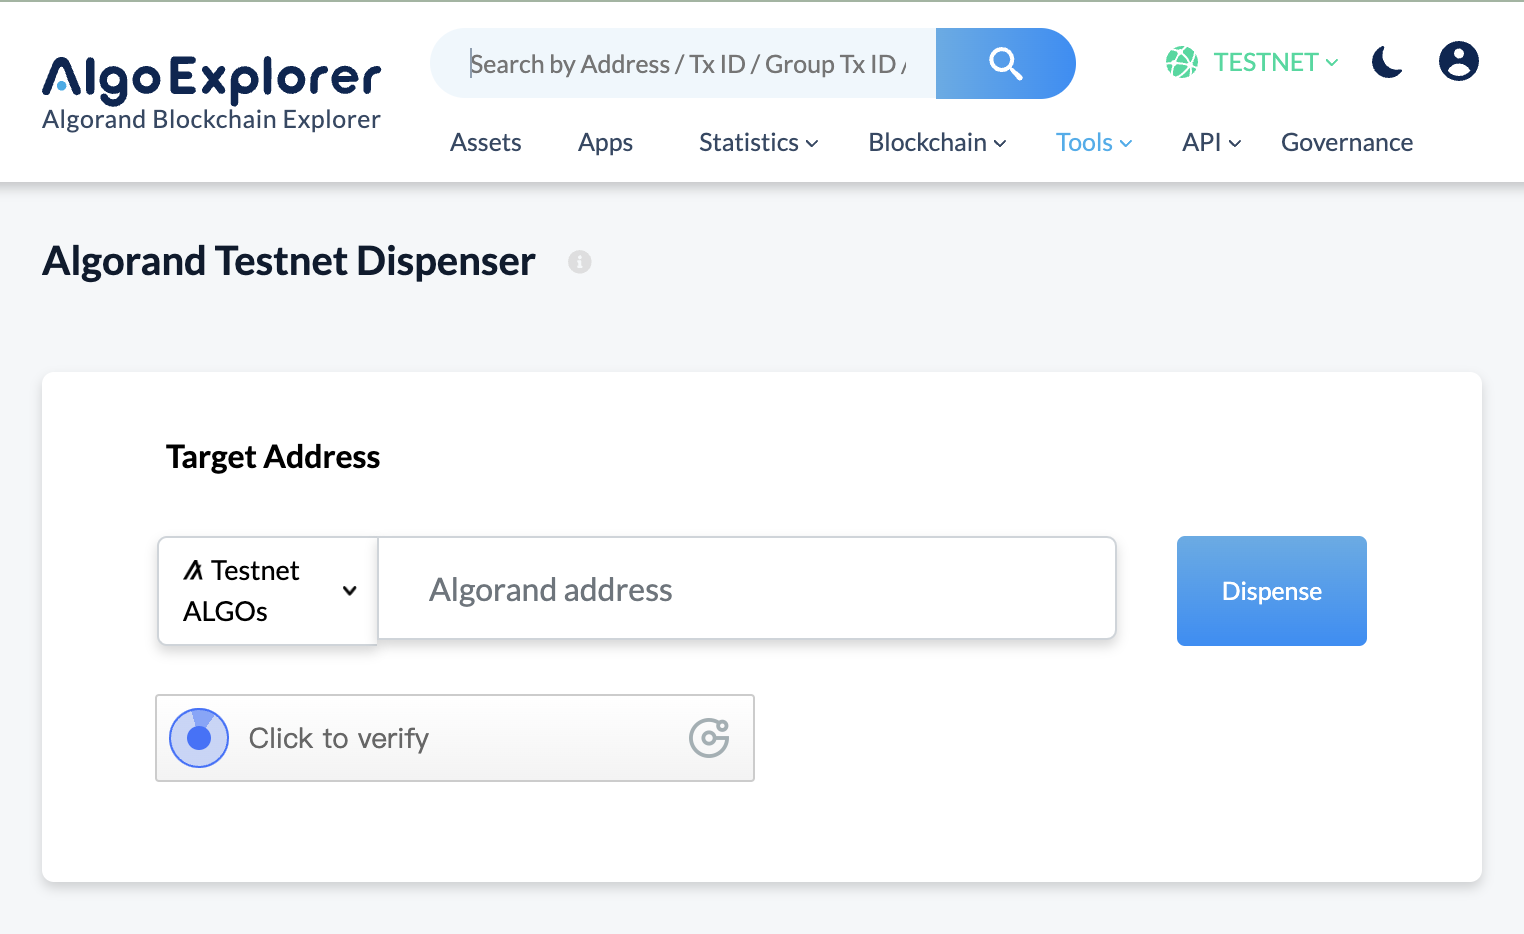 AlgoExplorer
Algorand Blockchain Explorer
Search by Address / Tx ID / Group Tx ID /
TESTNET
Assets Apps Statistics Blockchain Tools API Governance
Algorand Testnet Dispenser
Target Address
Testnet
ALGOs
Algorand address
Dispense
Click to verify